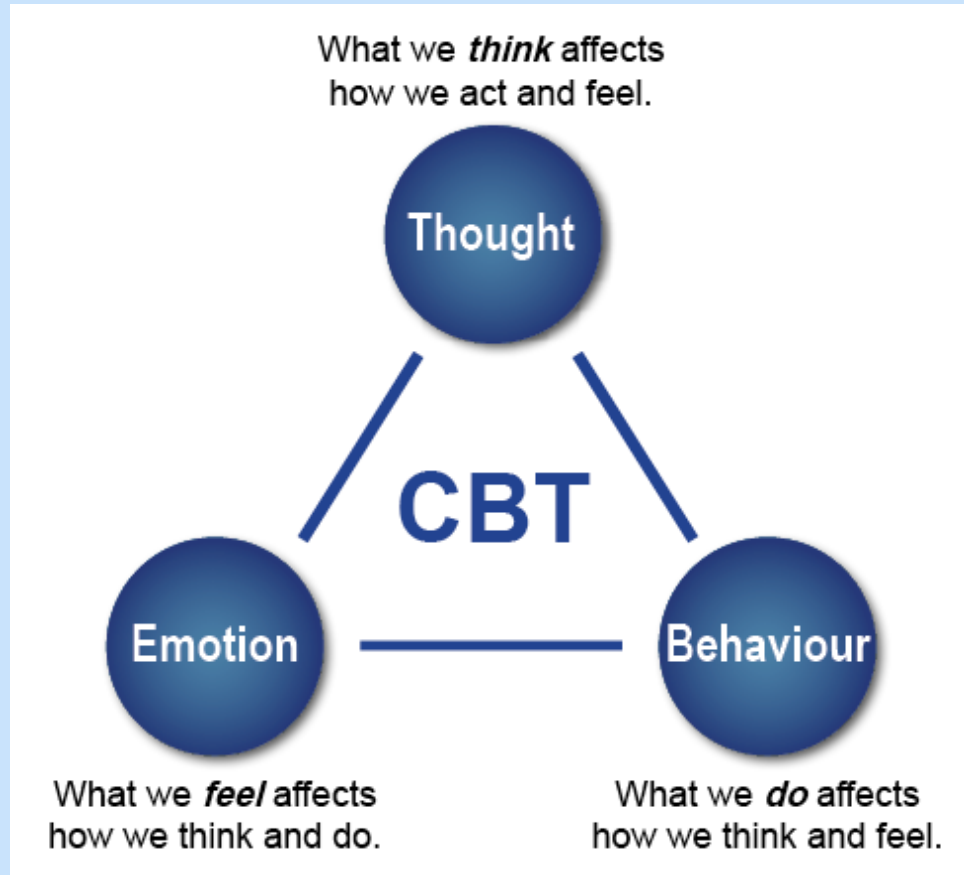 What we think affects
how we act and feel.
Thought
CBT
Emotion
Behaviour
What we feel affects
how we think and do.
What we do affects
how we think and feel.